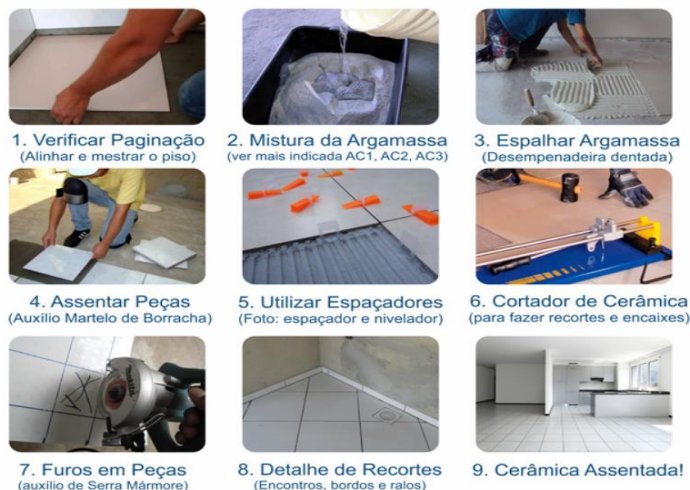 1. Verificar Paginação
(Alinhar e mestrar o piso)
2. Mistura da Argamassa
(ver mais indicada AC1, AC2, AC3)
3. Espalhar Argamassa
(Desempenadeira dentada)
4. Assentar Peças
(Auxílio Martelo de Borracha)
5. Utilizar Espaçadores
(Foto: espaçador e nivelador)
6. Cortador de Cerâmica
(para fazer recortes e encaixes)
7. Furos em Peças
(auxílio de Serra Mármore)
8. Detalhe de Recortes
(Encontros, bordos e ralos)
9. Cerâmica Assentada!